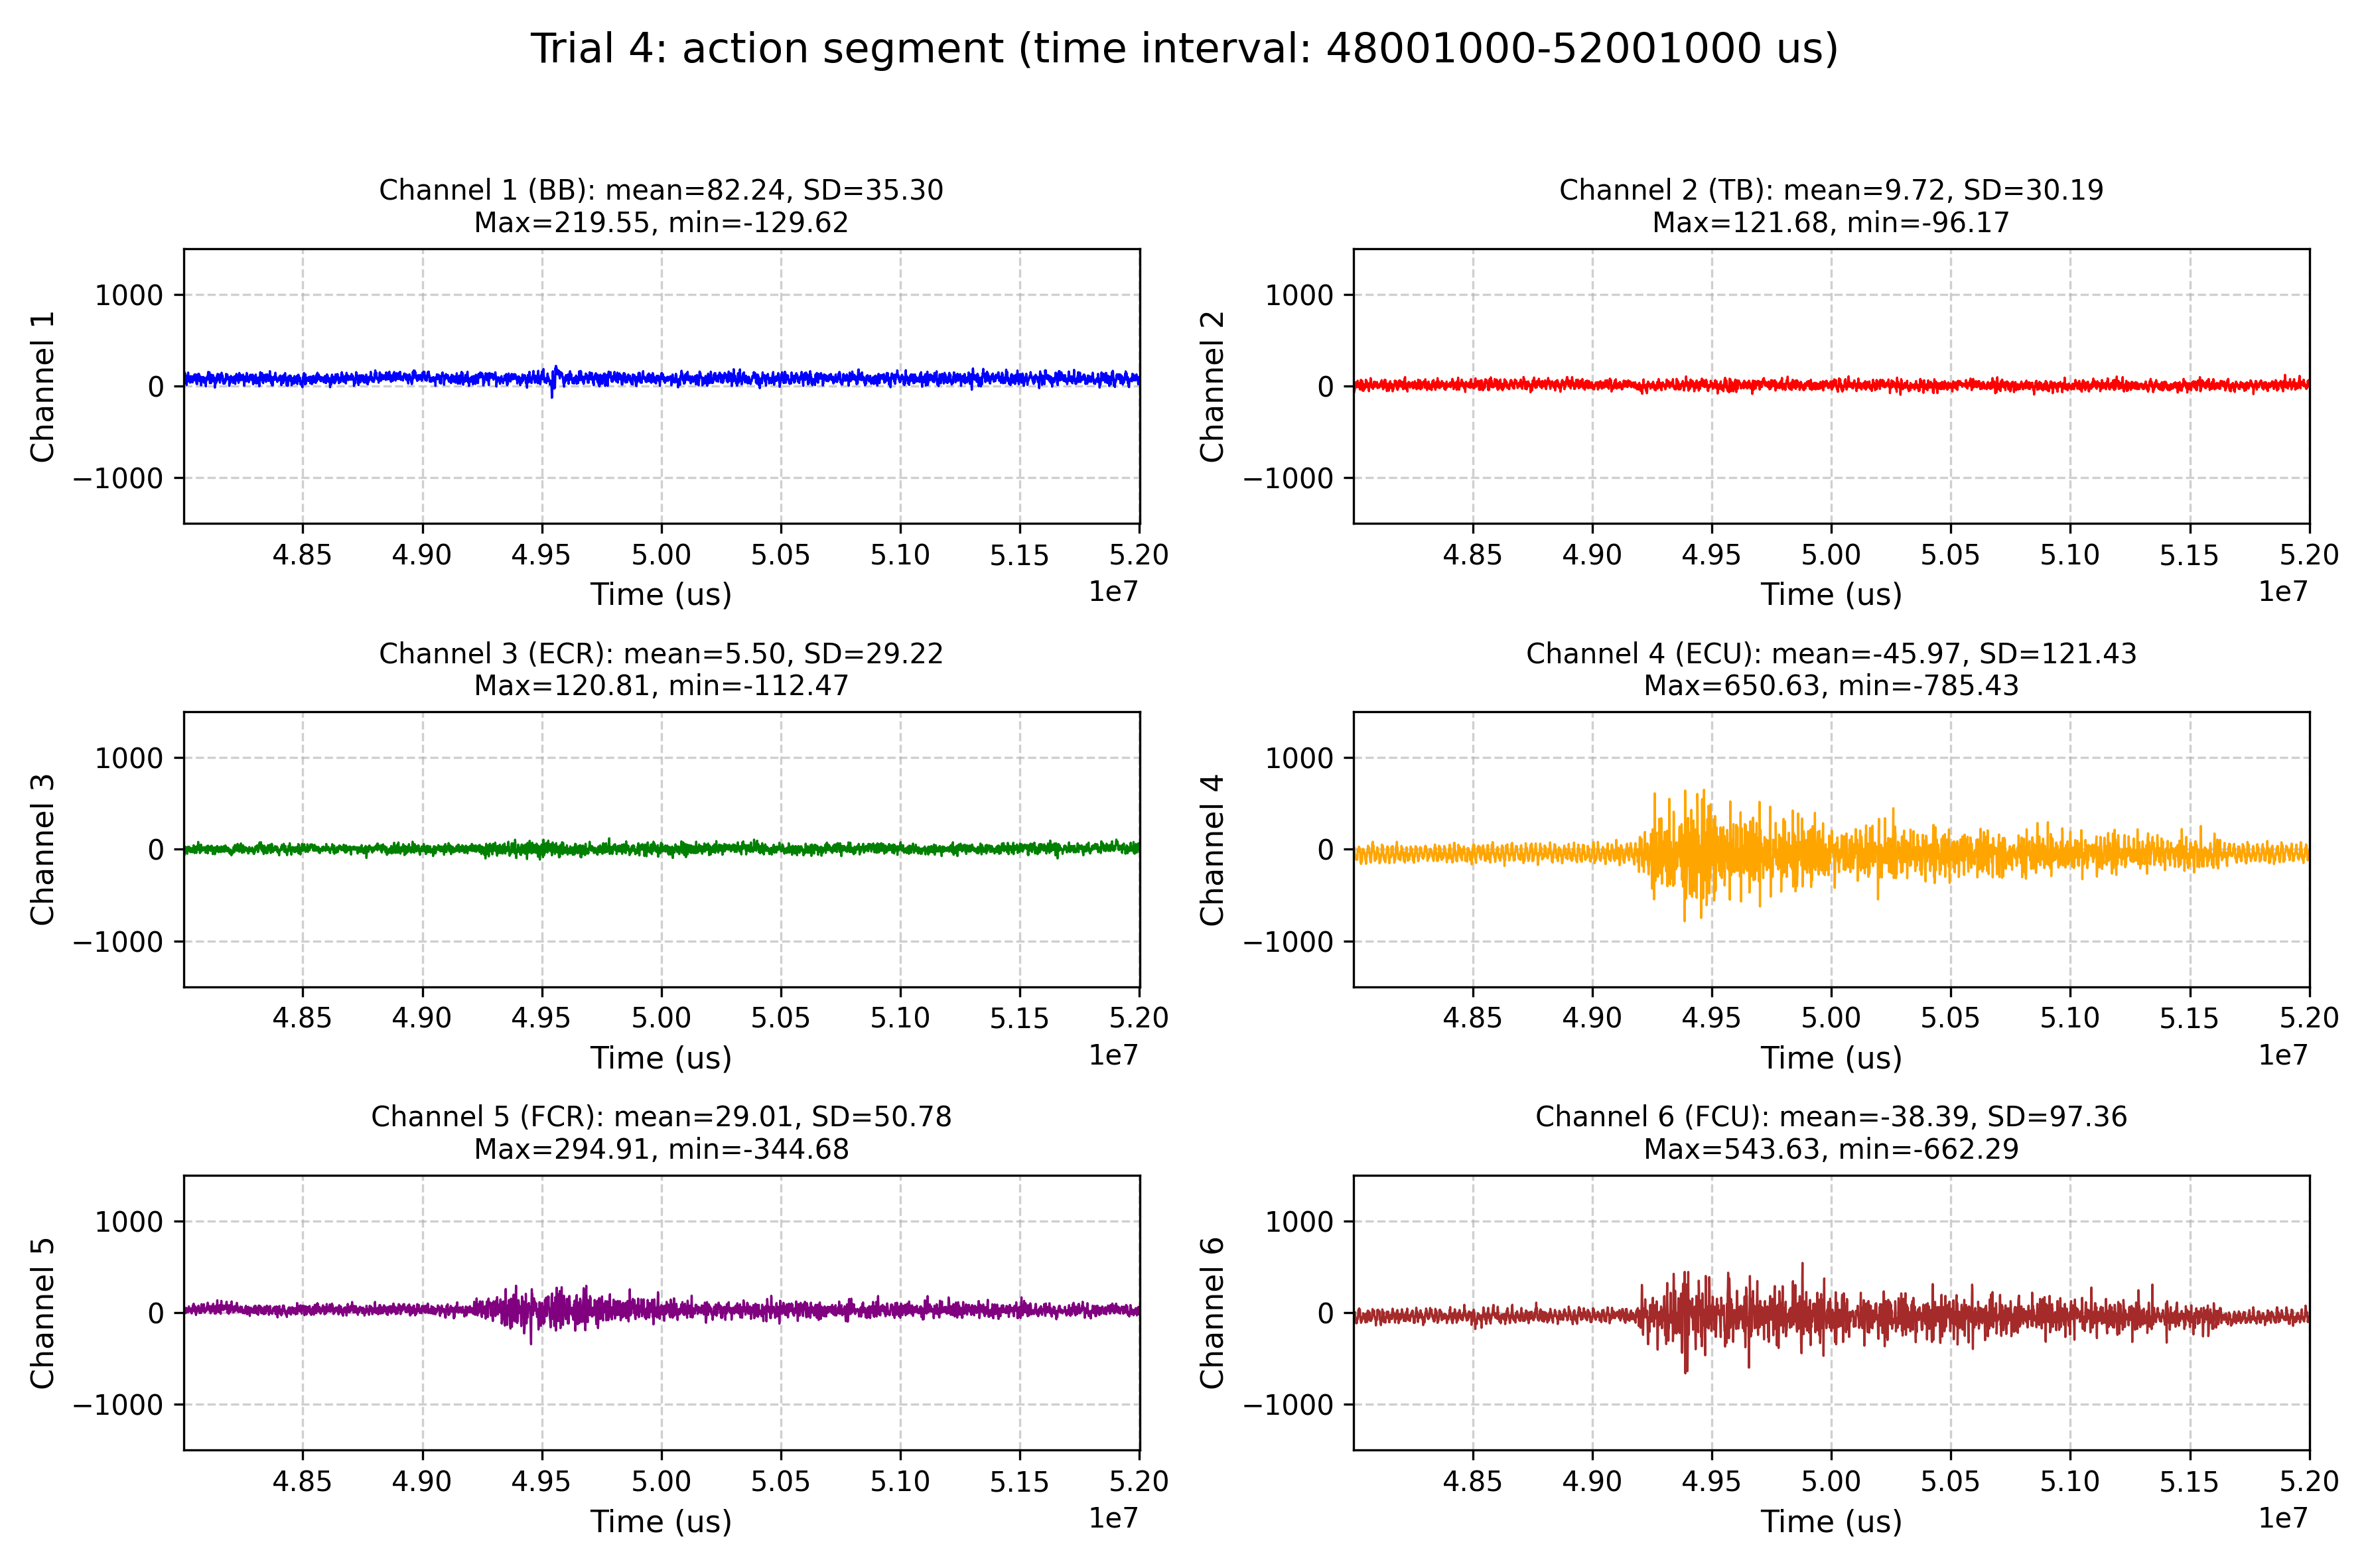 Trial 4: action segment (time interval: 48001000-52001000 us)
Channel 1 (BB): mean=82.24, SD=35.30
Max=219.55, min=-129.62
1000
0
−1000
Channel 1
4.85 4.90 4.95 5.00 5.05 5.10 5.15 5.20
Time (us)
1e7
Channel 2 (TB): mean=9.72, SD=30.19
Max=121.68, min=-96.17
1000
0
−1000
Channel 2
4.85 4.90 4.95 5.00 5.05 5.10 5.15 5.20
Time (us)
1e7
Channel 3 (ECR): mean=5.50, SD=29.22
Max=120.81, min=-112.47
1000
0
−1000
Channel 3
4.85 4.90 4.95 5.00 5.05 5.10 5.15 5.20
Time (us)
1e7
Channel 4 (ECU): mean=-45.97, SD=121.43
Max=650.63, min=-785.43
1000
0
−1000
Channel 4
4.85 4.90 4.95 5.00 5.05 5.10 5.15 5.20
Time (us)
1e7
Channel 5 (FCR): mean=29.01, SD=50.78
Max=294.91, min=-344.68
1000
0
−1000
Channel 5
4.85 4.90 4.95 5.00 5.05 5.10 5.15 5.20
Time (us)
1e7
Channel 6 (FCU): mean=-38.39, SD=97.36
Max=543.63, min=-662.29
1000
0
−1000
Channel 6
4.85 4.90 4.95 5.00 5.05 5.10 5.15 5.20
Time (us)
1e7